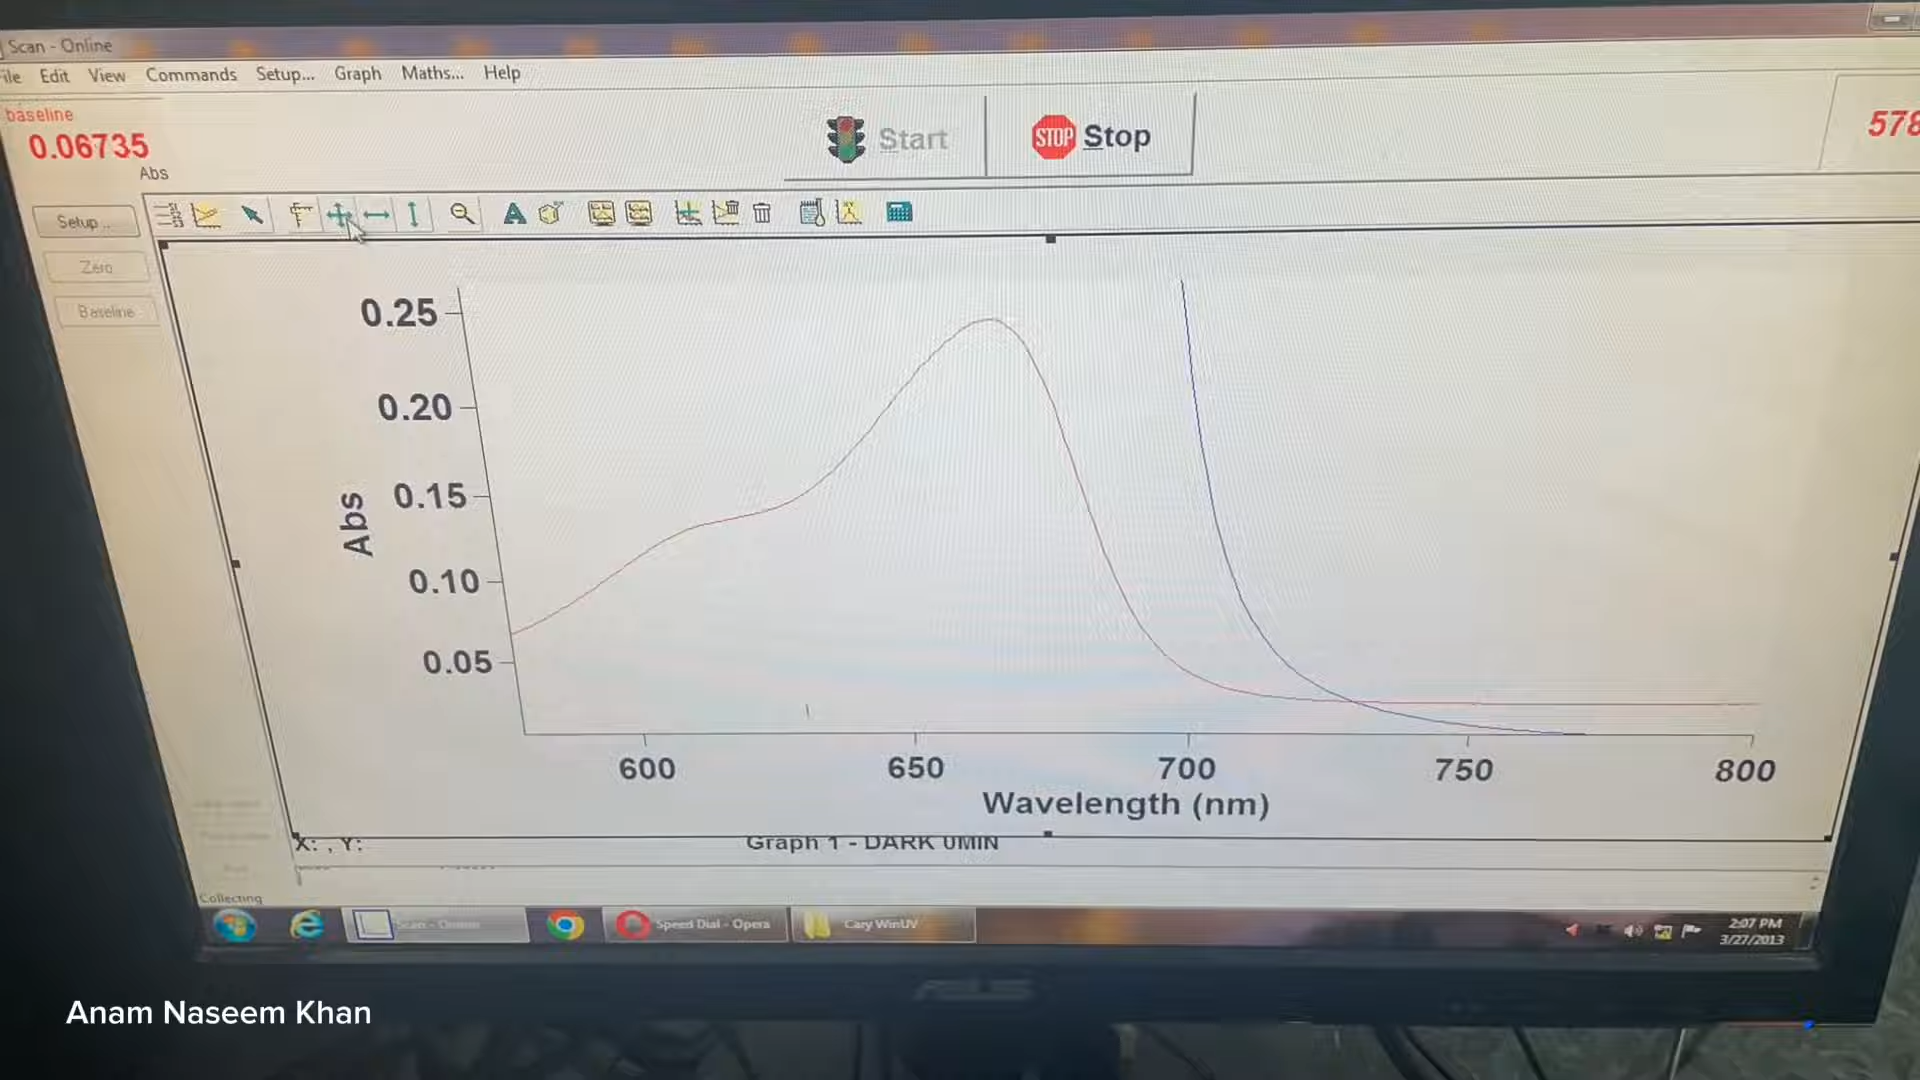 Scan - Online
File Edit View Commands Setup... Graph Maths... Help
baseline
0.06735
Abs
Start
STOP Stop
578
Setup...
Zero
Baseline
0.25
0.20
0.15
0.10
0.05
Abs
600 650 700 750 800
Wavelength (nm)
X: , Y:
Graph 1 - DARK 0MIN
Collecting
Scan - Online
Speed Dial - Opera
Cary WinUV
2:07 PM
3/27/2013
ASUS
Anam Naseem Khan